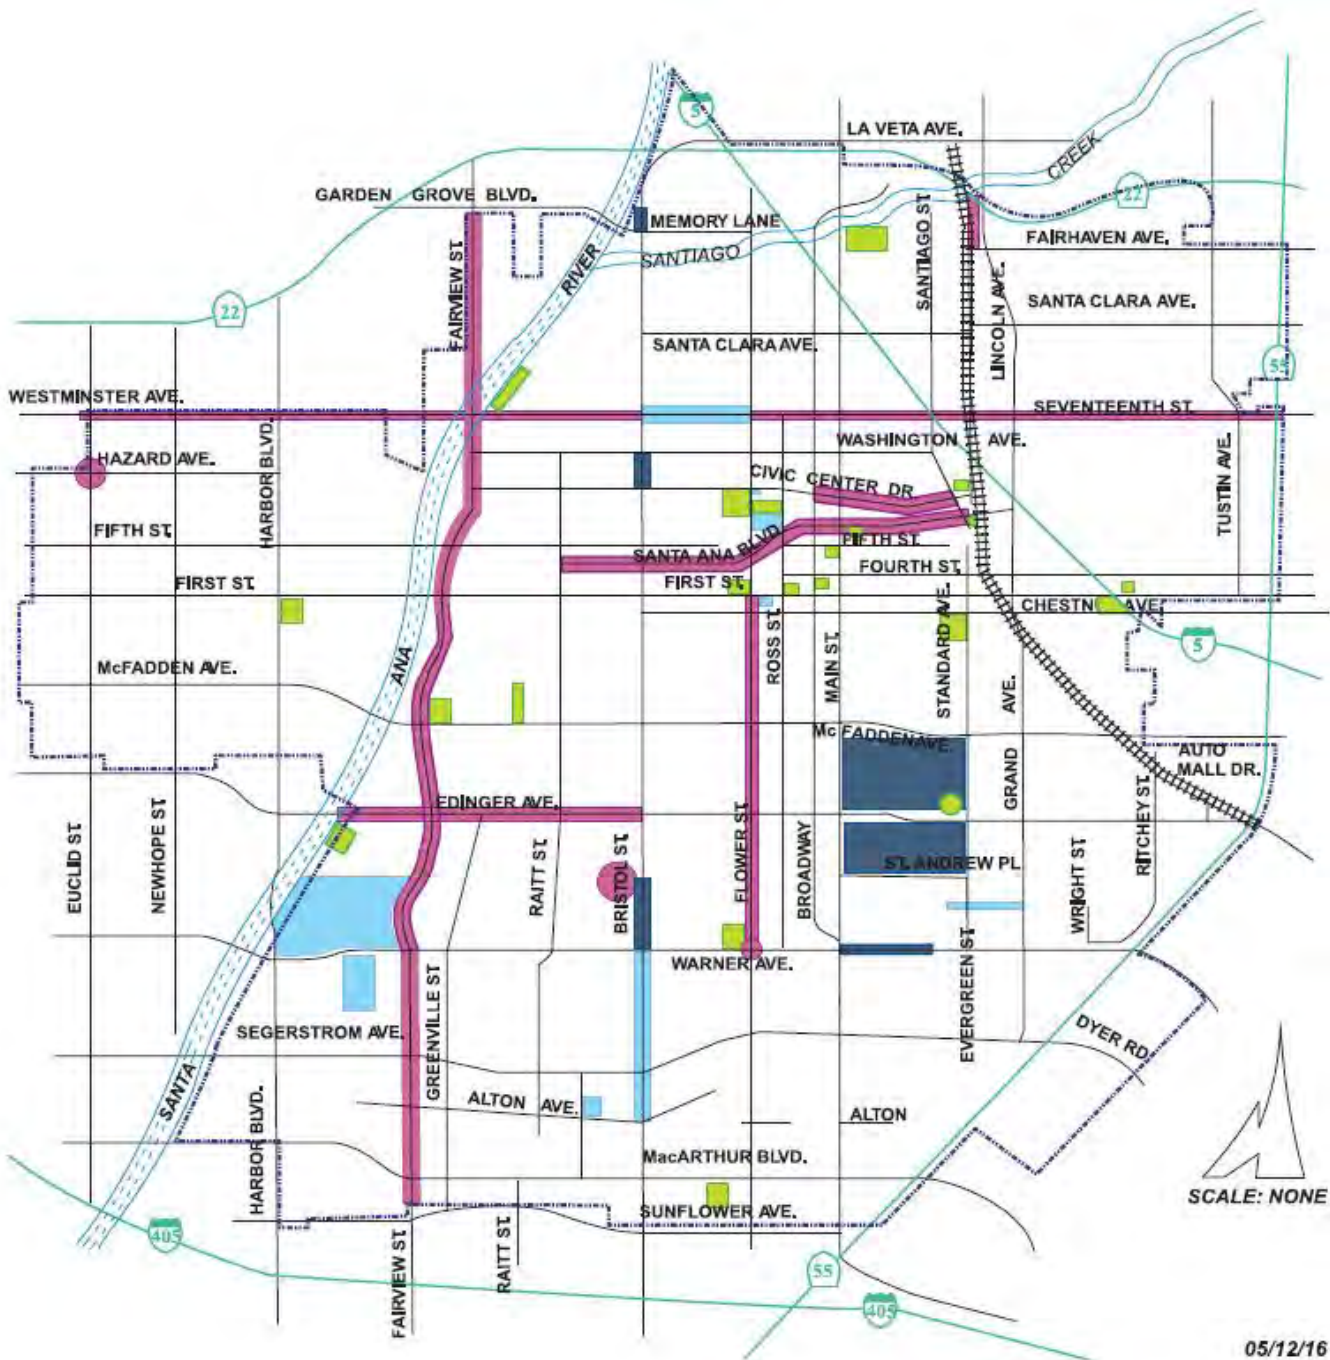 5
LA VETA AVE.
CREEK
GARDEN GROVE BLVD.
22
MEMORY LANE
SANTIAGO
SANTIAGO ST.
FAIRHAVEN AVE.
RIVER
FAIRVIEW ST.
22
SANTA CLARA AVE.
SANTA CLARA AVE.
LINCOLN AVE.
55
WESTMINSTER AVE.
SEVENTEENTH ST.
HAZARD AVE.
HARBOR BLVD.
WASHINGTON AVE.
CIVIC CENTER DR
TUSTIN AVE.
FIFTH ST.
SANTA ANA BLVD.
FIFTH ST.
FIRST ST.
FIRST ST.
FOURTH ST.
CHESTNUT AVE.
5
ANA
McFADDEN AVE.
ROSS ST.
MAIN ST.
STANDARD AVE.
GRAND AVE.
Mc FADDEN AVE.
AUTO
MALL DR.
EDINGER AVE.
EUCLID ST.
NEWHOPE ST.
RAITT ST.
BRISTOL ST.
FLOWER ST.
BROADWAY
ST. ANDREW PL
WRIGHT ST.
RITCHEY ST.
WARNER AVE.
SEGERSTROM AVE.
GREENVILLE ST.
EVERGREEN ST.
DYER RD.
SANTA
HARBOR BLVD.
ALTON AVE.
ALTON
MacARTHUR BLVD.
SUNFLOWER AVE.
SCALE: NONE
405
FAIRVIEW ST.
RAITT ST.
55
405
05/12/16